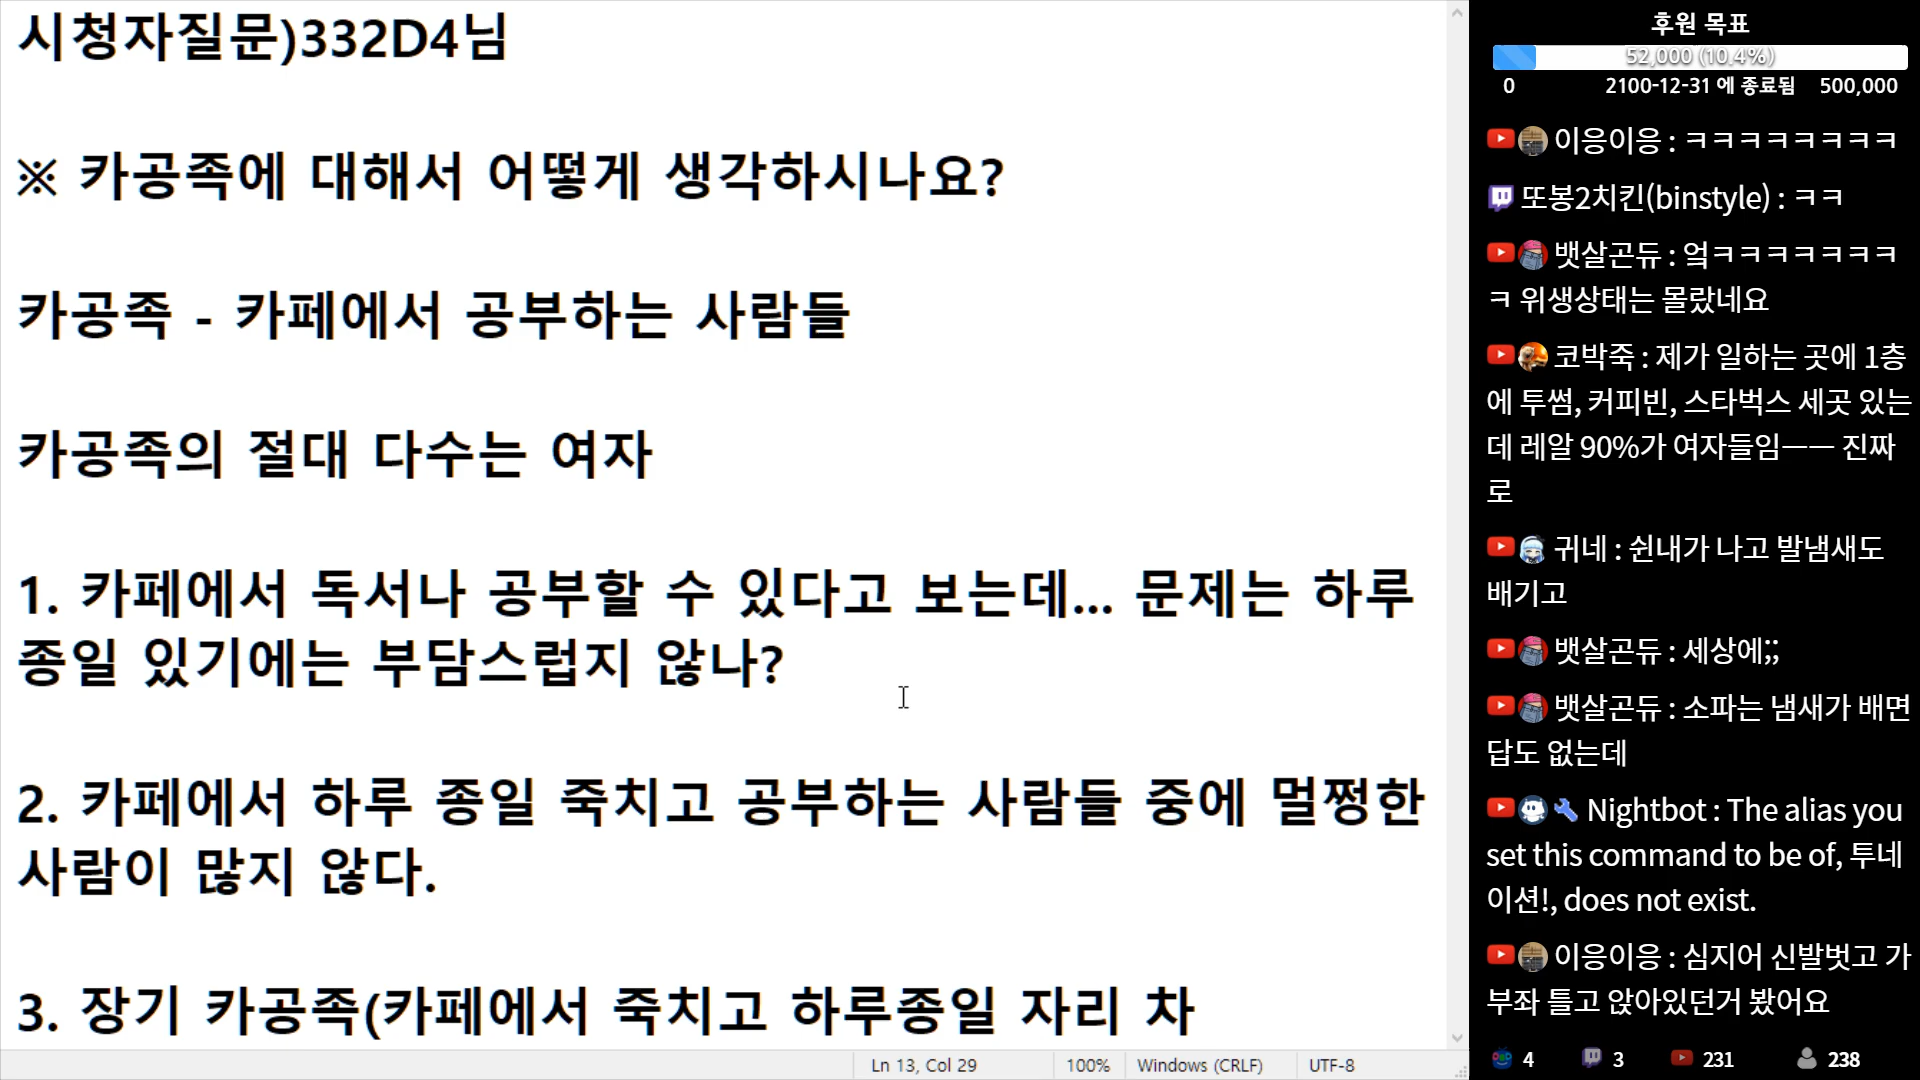 시청자질문)332D4님
※ 카공족에 대해서 어떻게 생각하시나요?
카공족 - 카페에서 공부하는 사람들
카공족의 절대 다수는 여자
1. 카페에서 독서나 공부할 수 있다고 보는데... 문제는 하루
종일 있기에는 부담스럽지 않나?
2. 카페에서 하루 종일 죽치고 공부하는 사람들 중에 멀쩡한
사람이 많지 않다.
3. 장기 카공족(카페에서 죽치고 하루종일 자리 차
Ln 13, Col 29
100%
Windows (CRLF)
UTF-8
후원 목표
52,000 (10.4%)
0 2100-12-31 에 종료됨 500,000
이응이응 : ㅋㅋㅋㅋㅋㅋㅋㅋ
또봉2치킨(binstyle) : ㅋㅋ
뱃살곤듀 : 엌ㅋㅋㅋㅋㅋㅋㅋ
ㅋ 위생상태는 몰랐네요
코박죽 : 제가 일하는 곳에 1층
에 투썸, 커피빈, 스타벅스 세곳 있는
데 레알 90%가 여자들임ㅡㅡ 진짜
로
귀네 : 쉰내가 나고 발냄새도
배기고
뱃살곤듀 : 세상에;;
뱃살곤듀 : 소파는 냄새가 배면
답도 없는데
Nightbot : The alias you
set this command to be of, 투네
이션!, does not exist.
이응이응 : 심지어 신발벗고 가
부좌 틀고 앉아있던거 봤어요
4 3 231 238